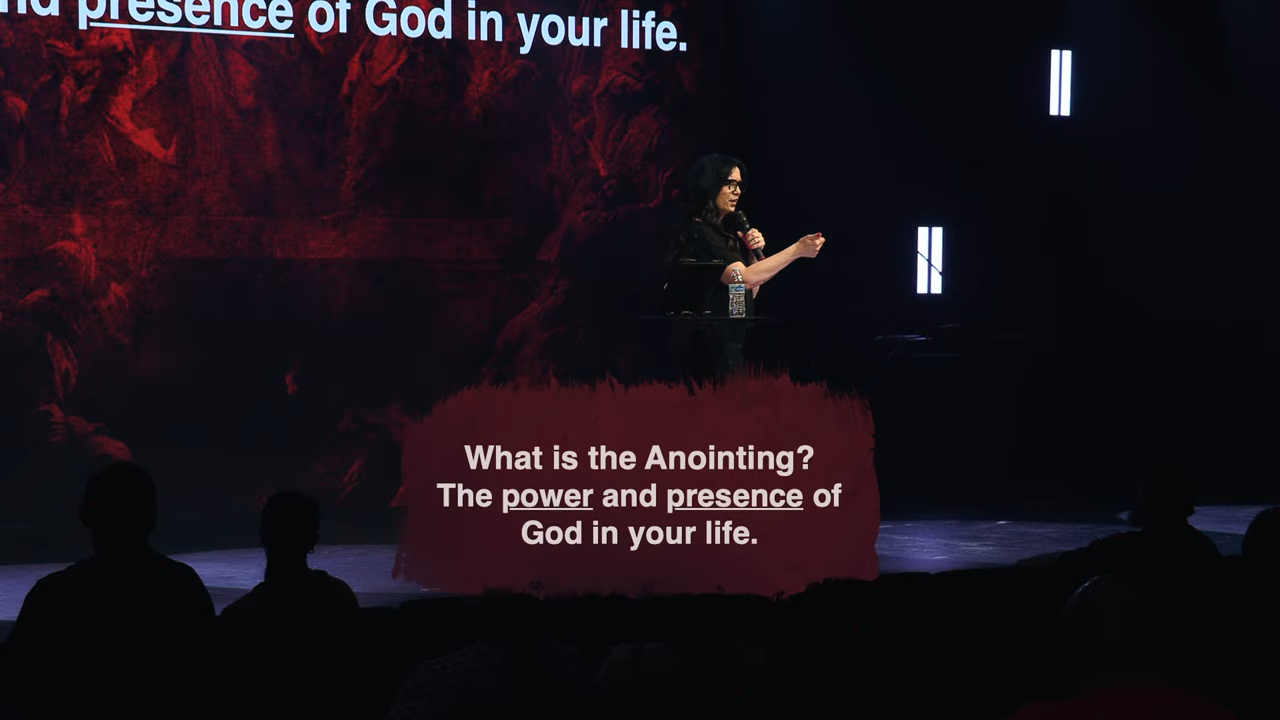 presence of God in your life.
What is the Anointing?
The power and presence of
God in your life.